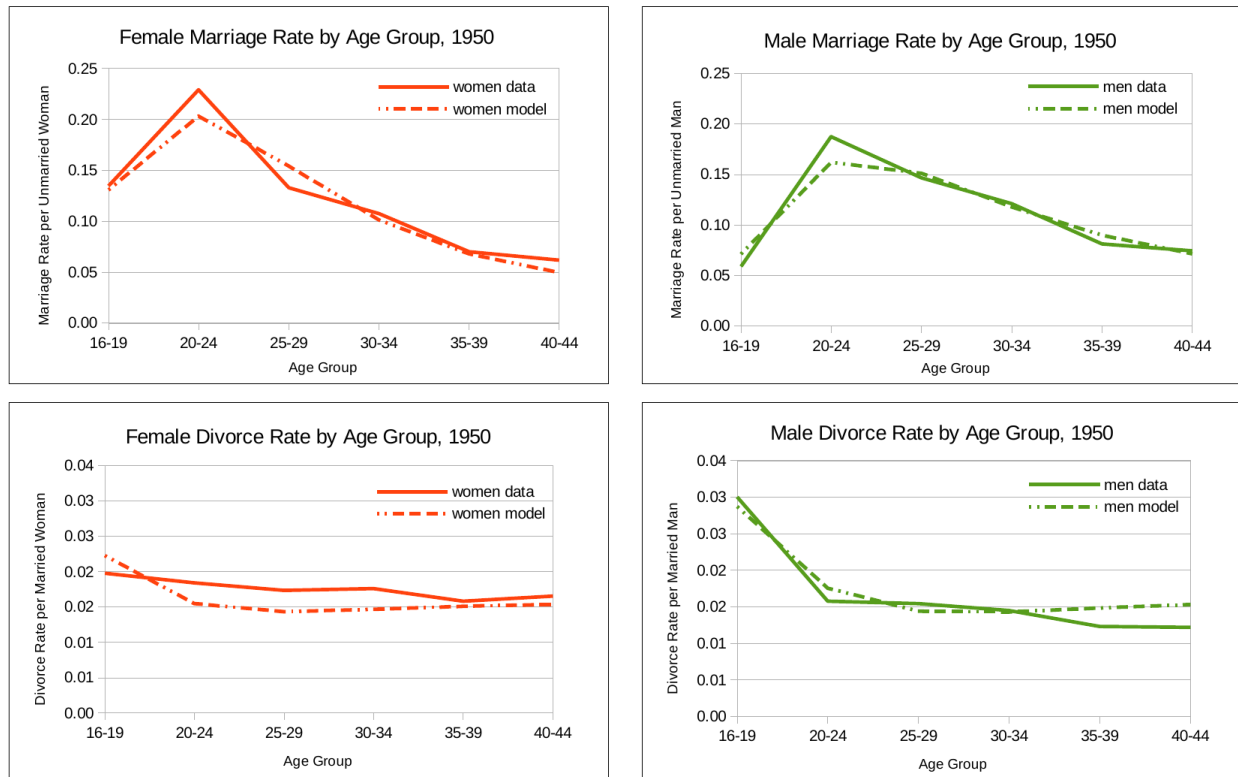 Female Marriage Rate by Age Group, 1950
Marriage Rate per Unmarried Woman
0.25
0.20
0.15
0.10
0.05
0.00
women data
women model
16-19 20-24 25-29 30-34 35-39 40-44
Age Group
Male Marriage Rate by Age Group, 1950
Marriage Rate per Unmarried Man
0.25
0.20
0.15
0.10
0.05
0.00
men data
men model
16-19 20-24 25-29 30-34 35-39 40-44
Age Group
Female Divorce Rate by Age Group, 1950
Divorce Rate per Married Woman
0.04
0.03
0.03
0.02
0.02
0.01
0.01
0.00
women data
women model
16-19 20-24 25-29 30-34 35-39 40-44
Age Group
Male Divorce Rate by Age Group, 1950
Divorce Rate per Married Man
0.04
0.03
0.03
0.02
0.02
0.01
0.01
0.00
men data
men model
16-19 20-24 25-29 30-34 35-39 40-44
Age Group